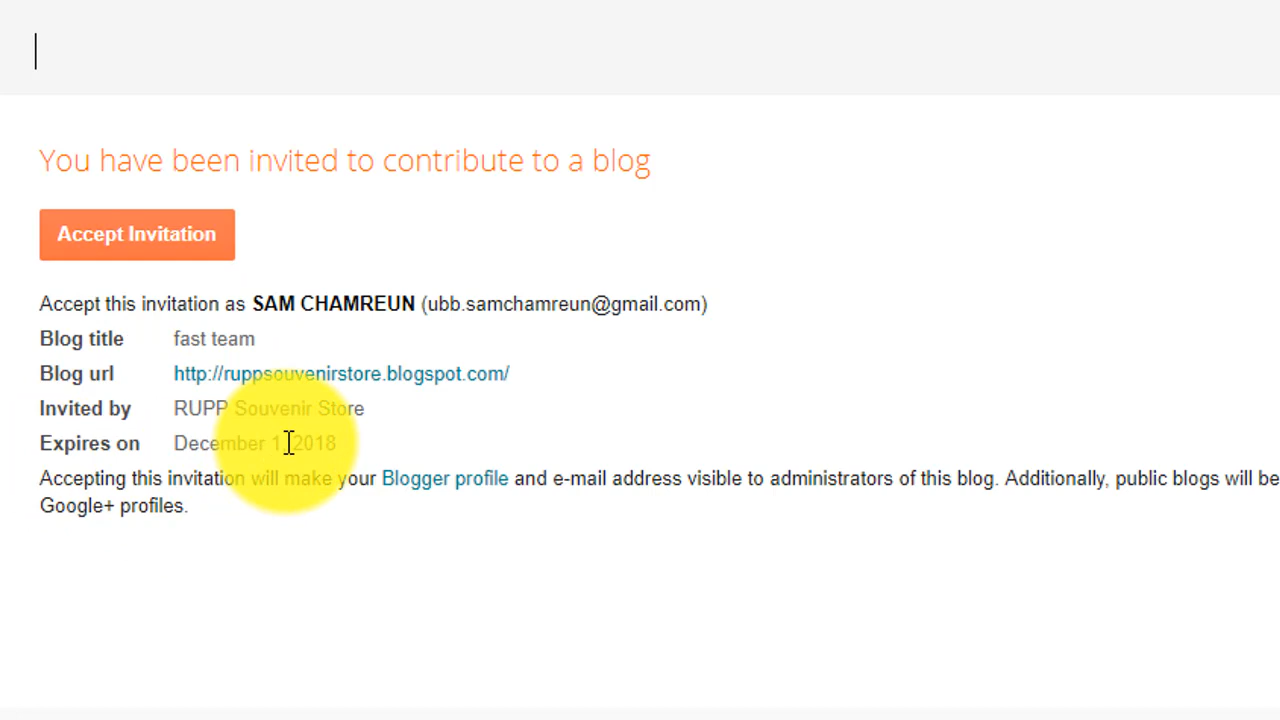 You have been invited to contribute to a blog
Accept Invitation
Accept this invitation as SAM CHAMREUN (ubb.samchamreun@gmail.com)
Blog title fast team
Blog url http://ruppsouvenirstore.blogspot.com/
Invited by RUPP Souvenir Store
Expires on December 1, 2018
Accepting this invitation will make your Blogger profile and e-mail address visible to administrators of this blog. Additionally, public blogs will be
Google+ profiles.